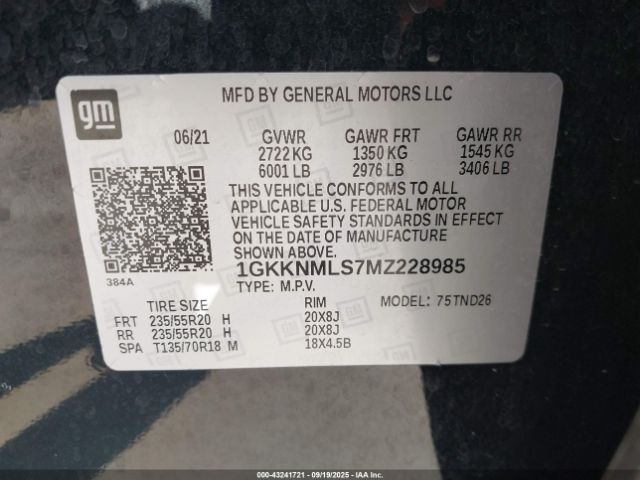 gm
MFD BY GENERAL MOTORS LLC
06/21 GVWR GAWR FRT GAWR RR
2722 KG 1350 KG 1545 KG
6001 LB 2976 LB 3406 LB
THIS VEHICLE CONFORMS TO ALL
APPLICABLE U.S. FEDERAL MOTOR
VEHICLE SAFETY STANDARDS IN EFFECT
ON THE DATE OF MANUFACTURE
SHOWN ABOVE.
384A
1GKKNMLS7MZ228985
TYPE: M.P.V.
TIRE SIZE RIM MODEL: 75TND26
FRT 235/55R20 H 20X8J
RR 235/55R20 H 20X8J
SPA T135/70R18 M 18X4.5B
000-43241721 - 09/19/2025 - IAAI.CA